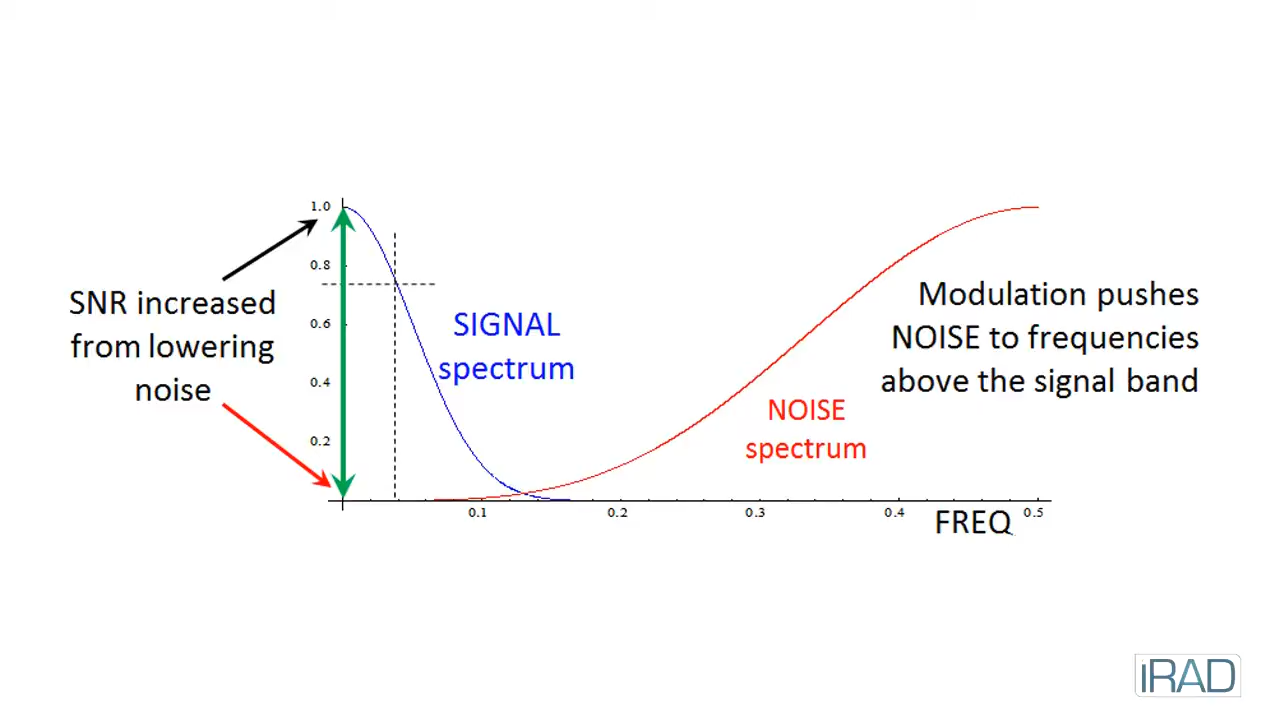 1.0
0.8
0.6
0.4
0.2
SNR increased
from lowering
noise
SIGNAL
spectrum
NOISE
spectrum
Modulation pushes
NOISE to frequencies
above the signal band
0.1
0.2
0.3
0.4
0.5
FREQ
iRAD